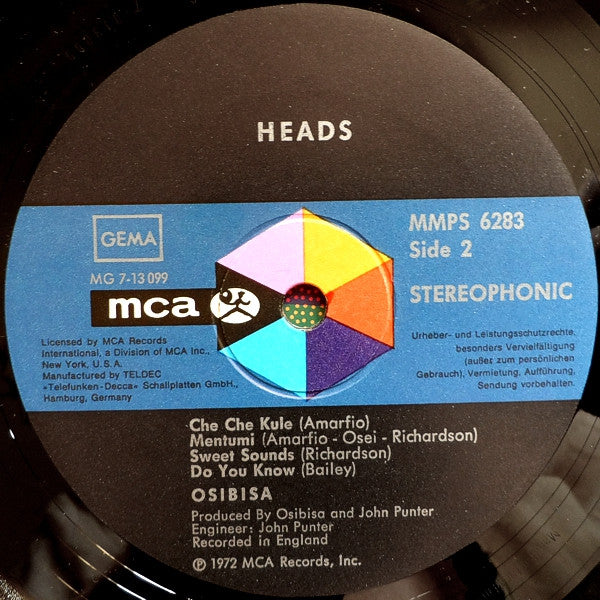 HEADS
GEMA
MG 7-13 099
mca
Licensed by MCA Records
International, a Division of MCA Inc.,
New York, U.S.A.
Manufactured by TELDEC
»Telefunken-Decca« Schallplatten GmbH.,
Hamburg, Germany
MMPS 6283
Side 2
STEREOPHONIC
Urheber- und Leistungsschutzrechte,
besonders Vervielfältigung
(außer zum persönlichen
Gebrauch), Vermietung, Aufführung,
Sendung vorbehalten.
Che Che Kule (Amarfio)
Mentumi (Amarfio - Osei - Richardson)
Sweet Sounds (Richardson)
Do You Know (Bailey)
OSIBISA
Produced By Osibisa and John Punter
Engineer: John Punter
Recorded in England
℗ 1972 MCA Records, Inc.